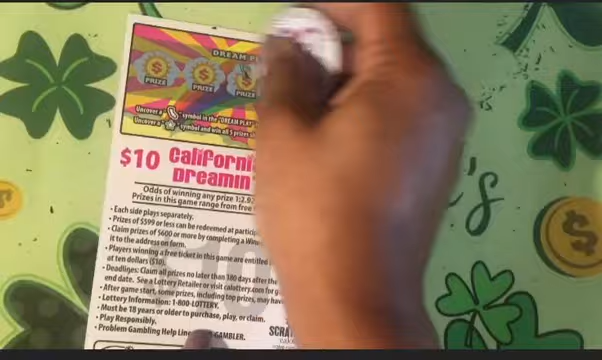 DREAM
PRIZE PRIZE
Uncover a symbol in the "DREAM PLAY"
Uncover a symbol and win all 5 prizes
$10 Californi
Dreamin
Odds of winning any prize 1:2.9
Prizes in this game range from free
• Each side plays separately.
• Prizes of $599 or less can be redeemed at partici
• Claim prizes of $600 or more by completing a Win
it to the address on form.
• Players winning a free ticket in this game are entitled
at ten dollars ($10).
• Deadlines: Claim all prizes no later than 180 days after the
end date. See a Lottery Retailer or visit calottery.com for
• After game start, some prizes, including top prizes, may hav
• Lottery Information: 1-800-LOTTERY.
• Must be 18 years or older to purchase, play, or claim.
• Play Responsibly.
• Problem Gambling Help Line GAMBLER.
SCRAT
's